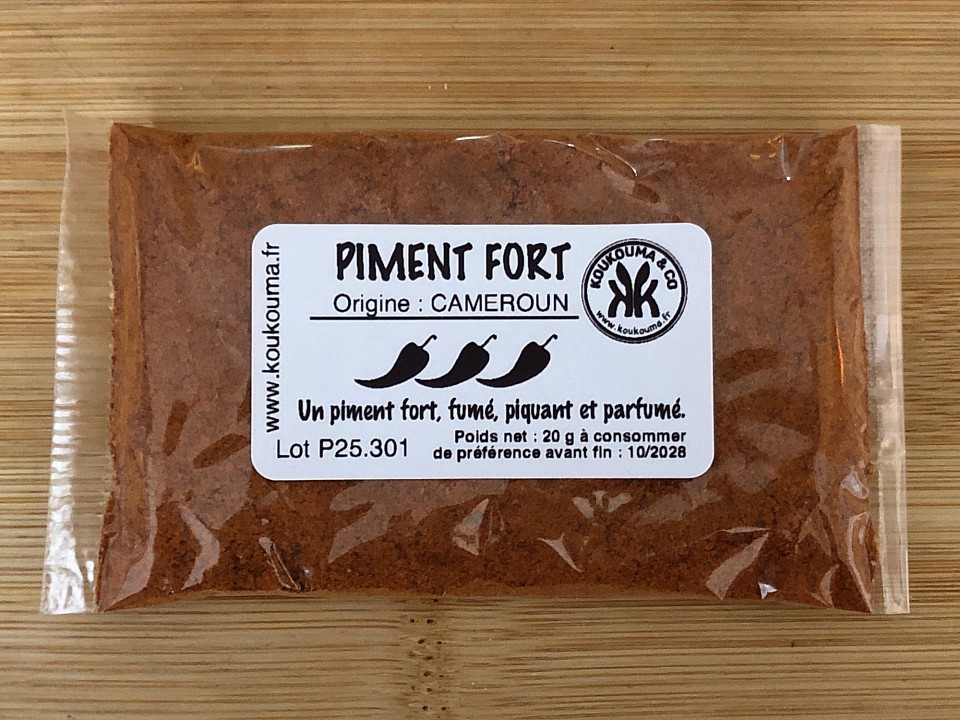 PIMENT FORT
Origine : CAMEROUN
KOUKOUMA & CO
www.koukouma.fr
www.koukouma.fr
Un piment fort, fumé, piquant et parfumé.
Lot P25.301
Poids net : 20 g à consommer
de préférence avant fin : 10/2028